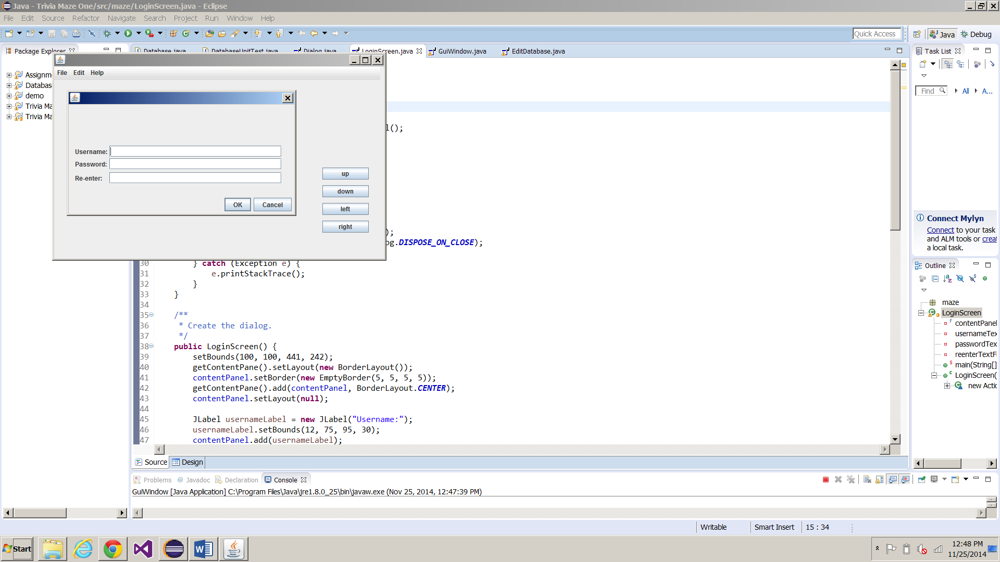 Java - Trivia Maze One/src/maze/LoginScreen.java - Eclipse
File Edit Source Refactor Navigate Search Project Run Window Help
Quick Access Java Debug
Package Explorer Database.java DatabaseUnitTest.java Dialog.java LoginScreen.java GuiWindow.java EditDatabase.java
Assignm
Databas
demo
Trivia Ma
Trivia Ma
File Edit Help
Username:
Password:
Re-enter:
OK Cancel
up
down
left
right
l();
);
og.DISPOSE_ON_CLOSE);
30 } catch (Exception e) {
31 e.printStackTrace();
32 }
33 }
34
35 /**
36 * Create the dialog.
37 */
38 public LoginScreen() {
39 setBounds(100, 100, 441, 242);
40 getContentPane().setLayout(new BorderLayout());
41 contentPanel.setBorder(new EmptyBorder(5, 5, 5, 5));
42 getContentPane().add(contentPanel, BorderLayout.CENTER);
43 contentPanel.setLayout(null);
44
45 JLabel usernameLabel = new JLabel("Username:");
46 usernameLabel.setBounds(12, 75, 95, 30);
47 contentPanel.add(usernameLabel);
Source Design
Task List
Find All A...
Connect Mylyn
Connect to your task
and ALM tools or creat
a local task.
Outline
maze
LoginScreen
contentPanel
usernameTex
passwordTex
reenterTextFi
main(String[]
LoginScreen(
new Actio
Problems @ Javadoc Declaration Console
GuiWindow [Java Application] C:\Program Files\Java\jre1.8.0_25\bin\javaw.exe (Nov 25, 2014, 12:47:39 PM)
Writable Smart Insert 15 : 34
Start
12:48 PM
11/25/2014